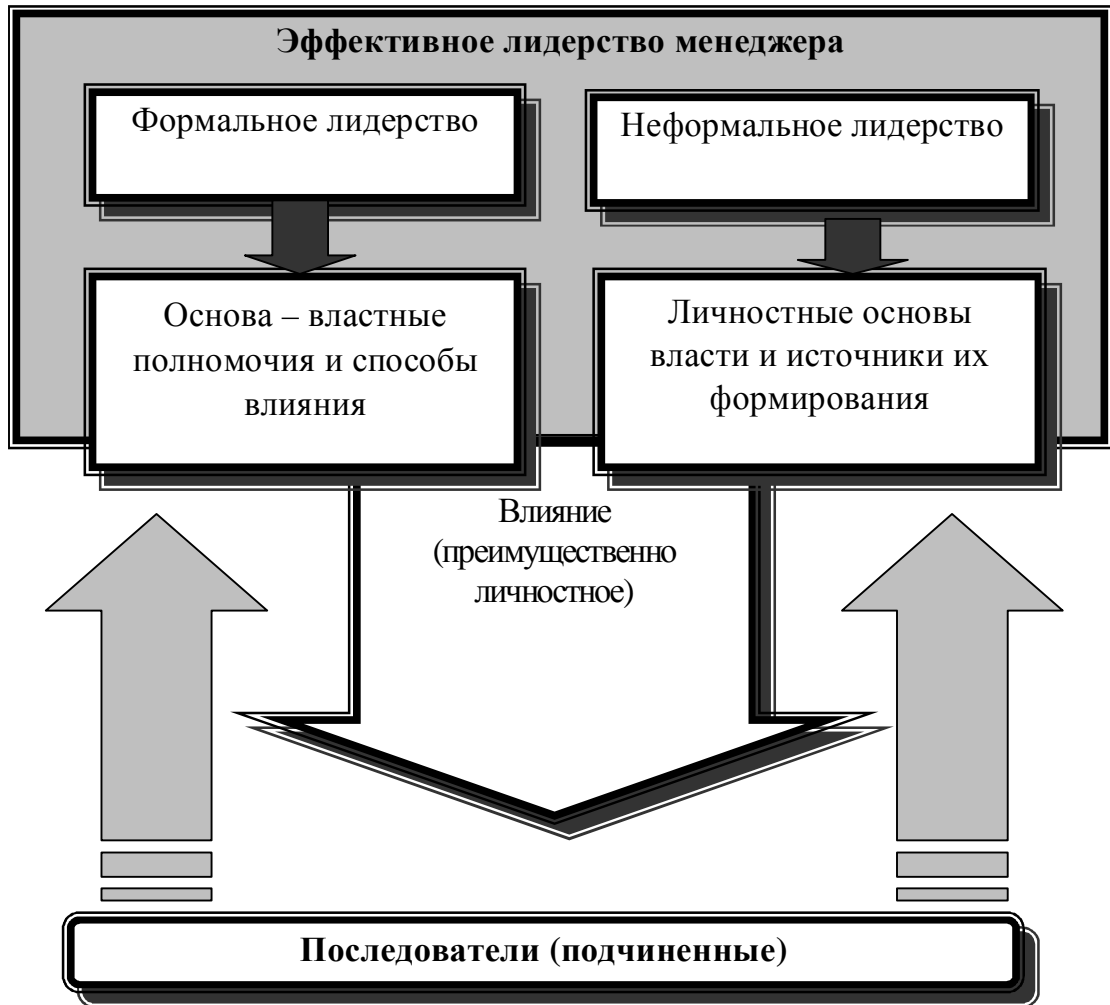 Эффективное лидерство менеджера
Формальное лидерство
Неформальное лидерство
Основа – властные
полномочия и способы
влияния
Личностные основы
власти и источники их
формирования
Влияние
(преимущественно
личностное)
Последователи (подчиненные)